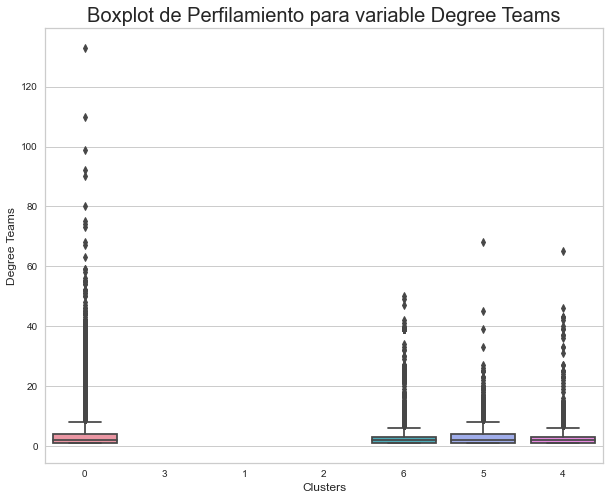 Boxplot de Perfilamiento para variable Degree Teams
120
100
80
60
40
20
0
Degree Teams
0 3 1 2 6 5 4
Clusters